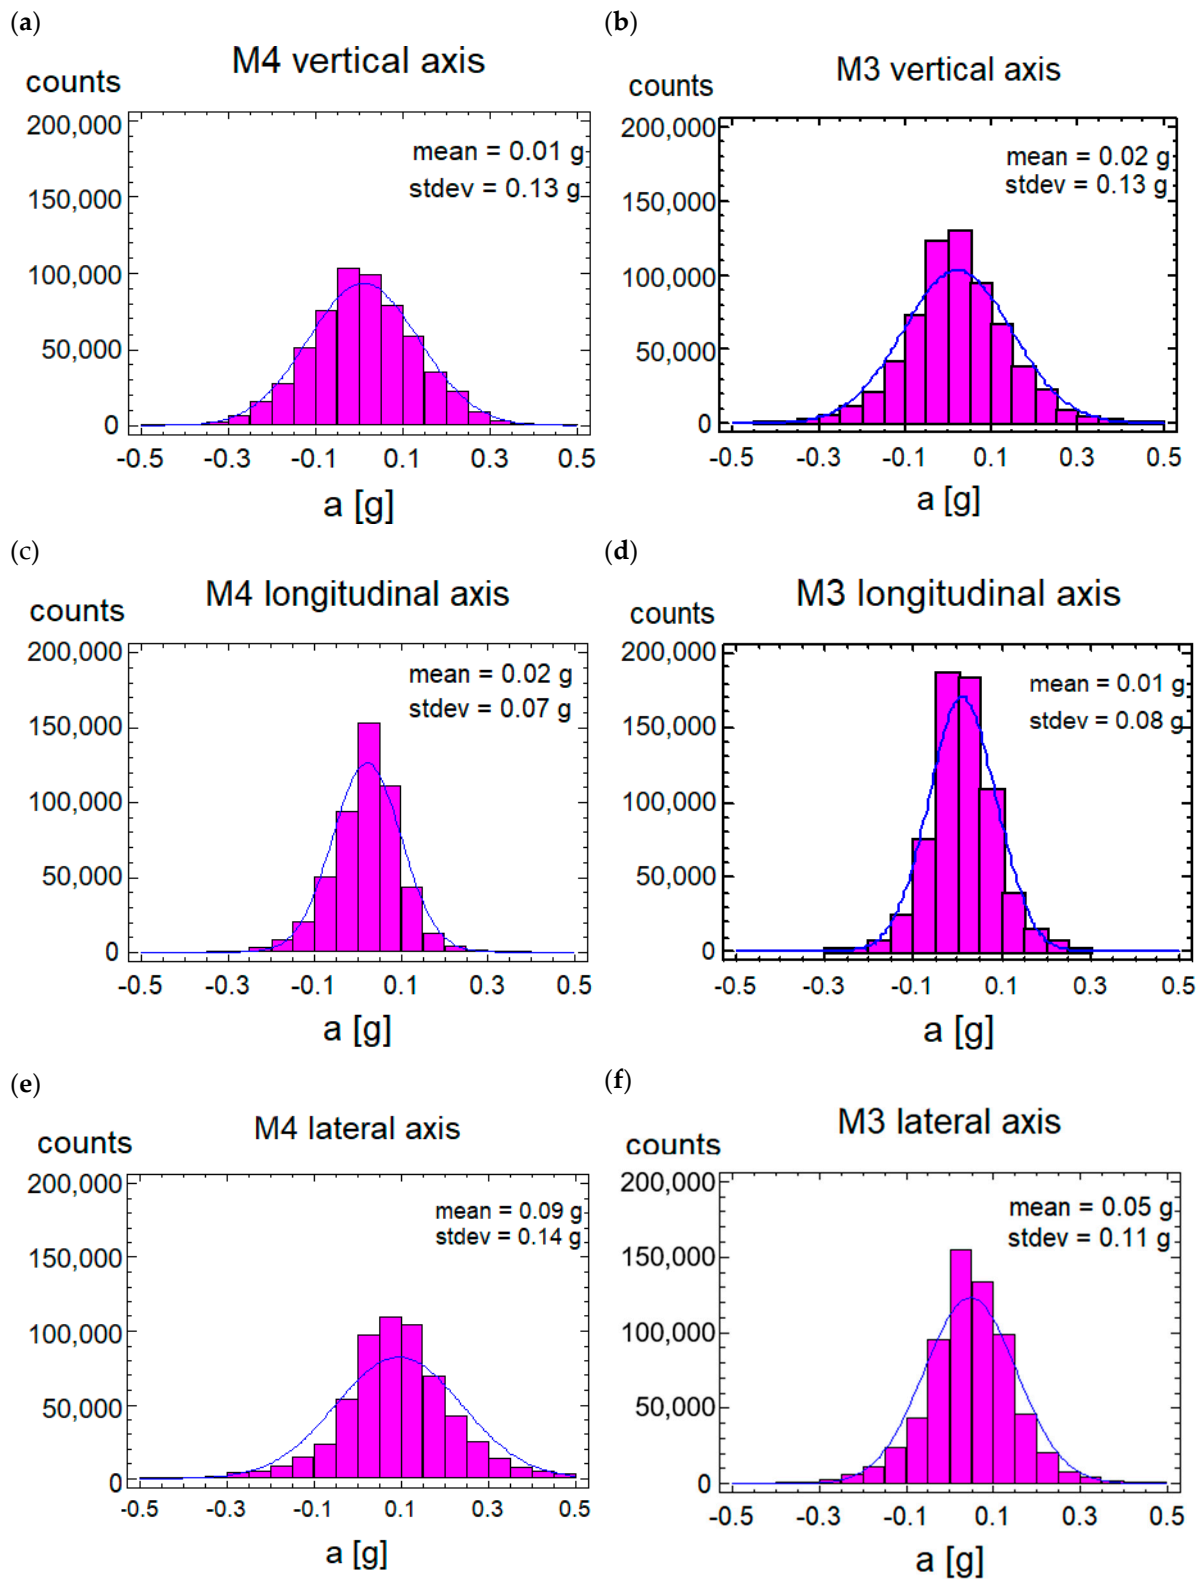 (a)
M4 vertical axis
counts
200,000
150,000
100,000
50,000
0
mean = 0.01 g
stdev = 0.13 g
-0.5 -0.3 -0.1 0.1 0.3 0.5
a [g]
(b)
M3 vertical axis
counts
200,000
150,000
100,000
50,000
0
mean = 0.02 g
stdev = 0.13 g
-0.5 -0.3 -0.1 0.1 0.3 0.5
a [g]
(c)
M4 longitudinal axis
counts
200,000
150,000
100,000
50,000
0
mean = 0.02 g
stdev = 0.07 g
-0.5 -0.3 -0.1 0.1 0.3 0.5
a [g]
(d)
M3 longitudinal axis
counts
200,000
150,000
100,000
50,000
0
mean = 0.01 g
stdev = 0.08 g
-0.5 -0.3 -0.1 0.1 0.3 0.5
a [g]
(e)
M4 lateral axis
counts
200,000
150,000
100,000
50,000
0
mean = 0.09 g
stdev = 0.14 g
-0.5 -0.3 -0.1 0.1 0.3 0.5
a [g]
(f)
M3 lateral axis
counts
200,000
150,000
100,000
50,000
0
mean = 0.05 g
stdev = 0.11 g
-0.5 -0.3 -0.1 0.1 0.3 0.5
a [g]